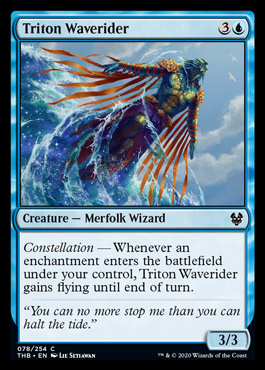 Triton Waverider 3
Creature — Merfolk Wizard
Constellation — Whenever an
enchantment enters the battlefield
under your control, Triton Waverider
gains flying until end of turn.
"You can no more stop me than you can
halt the tide."
3/3
078/254 C
THB • EN LIE SETIAWAN
™ & © 2020 Wizards of the Coast